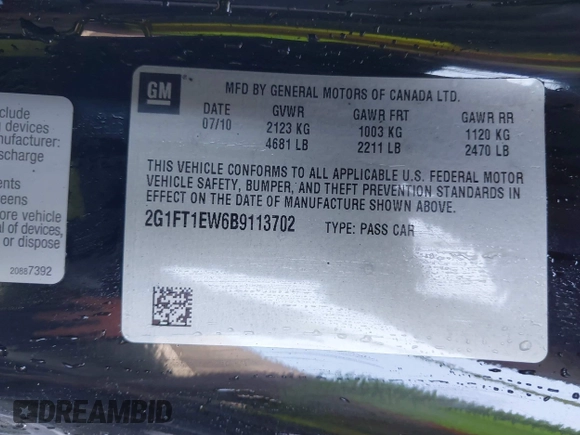 GM ®
MFD BY GENERAL MOTORS OF CANADA LTD.
DATE GVWR GAWR FRT GAWR RR
07/10 2123 KG 1003 KG 1120 KG
4681 LB 2211 LB 2470 LB
THIS VEHICLE CONFORMS TO ALL APPLICABLE U.S. FEDERAL MOTOR
VEHICLE SAFETY, BUMPER, AND THEFT PREVENTION STANDARDS IN
EFFECT ON THE DATE OF MANUFACTURE SHOWN ABOVE.
2G1FT1EW6B9113702 TYPE: PASS CAR
clude
devices
nufacturer:
scharge
ents
eens
ore vehicle
al of devices,
or dispose
20887392
DREAMBID